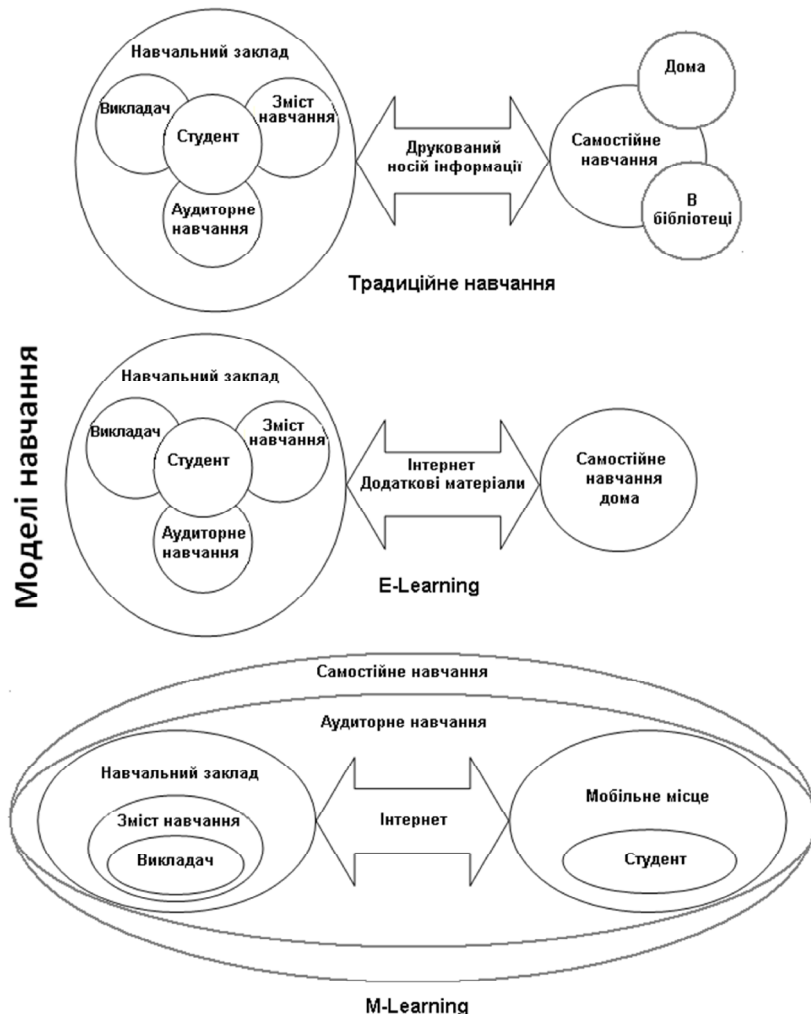 Моделі навчання
Навчальний заклад
Викладач
Студент
Зміст
навчання
Аудиторне
навчання
Друкований
носій інформації
Дома
Самостійне
навчання
В
бібліотеці
Традиційне навчання
Навчальний заклад
Викладач
Студент
Зміст
навчання
Аудиторне
навчання
Інтернет
Додаткові матеріали
Самостійне
навчання
дома
E-Learning
Самостійне навчання
Аудиторне навчання
Навчальний заклад
Зміст навчання
Викладач
Інтернет
Мобільне місце
Студент
M-Learning